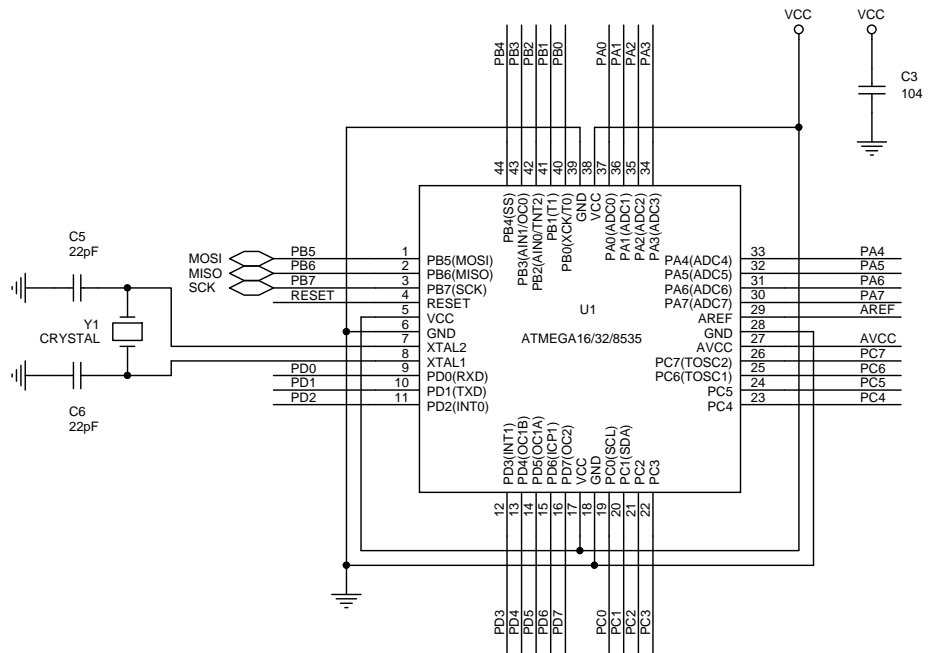 VCC
VCC
C3
104
PB4
PB3
PB2
PB1
PB0
PA0
PA1
PA2
PA3
44
43
42
41
40
39
38
37
36
35
34
PB4(SS)
PB3(AIN1/OC0)
PB2(AIN0/TNT2)
PB1(T1)
PB0(XCK/T0)
GND
VCC
PA0(ADC0)
PA1(ADC1)
PA2(ADC2)
PA3(ADC3)
C5
22pF
Y1
CRYSTAL
C6
22pF
MOSI PB5 1 PB5(MOSI)
MISO PB6 2 PB6(MISO)
SCK PB7 3 PB7(SCK)
RESET 4 RESET
5 VCC
6 GND
7 XTAL2
8 XTAL1
PD0 9 PD0(RXD)
PD1 10 PD1(TXD)
PD2 11 PD2(INT0)
U1
ATMEGA16/32/8535
PA4(ADC4) 33 PA4
PA5(ADC5) 32 PA5
PA6(ADC6) 31 PA6
PA7(ADC7) 30 PA7
AREF 29 AREF
GND 28
AVCC 27 AVCC
PC7(TOSC2) 26 PC7
PC6(TOSC1) 25 PC6
PC5 24 PC5
PC4 23 PC4
PD3(INT1)
PD4(OC1B)
PD5(OC1A)
PD6(ICP1)
PD7(OC2)
VCC
GND
PC0(SCL)
PC1(SDA)
PC2
PC3
12
13
14
15
16
17
18
19
20
21
22
PD3
PD4
PD5
PD6
PD7
PC0
PC1
PC2
PC3